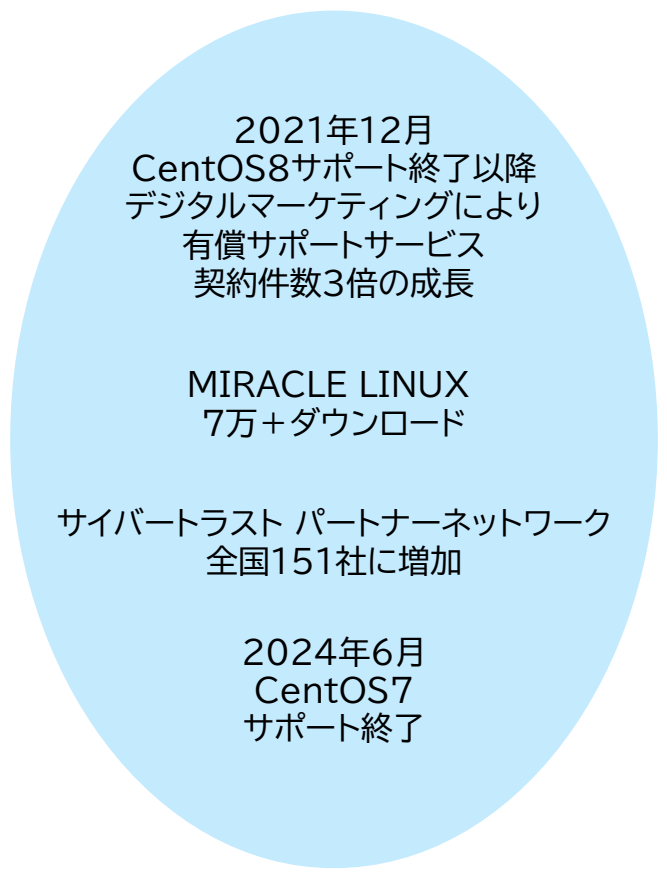 2021年12月
CentOS8サポート終了以降
デジタルマーケティングにより
有償サポートサービス
契約件数3倍の成長
MIRACLE LINUX
7万＋ダウンロード
サイバートラスト パートナーネットワーク
全国151社に増加
2024年6月
CentOS7
サポート終了